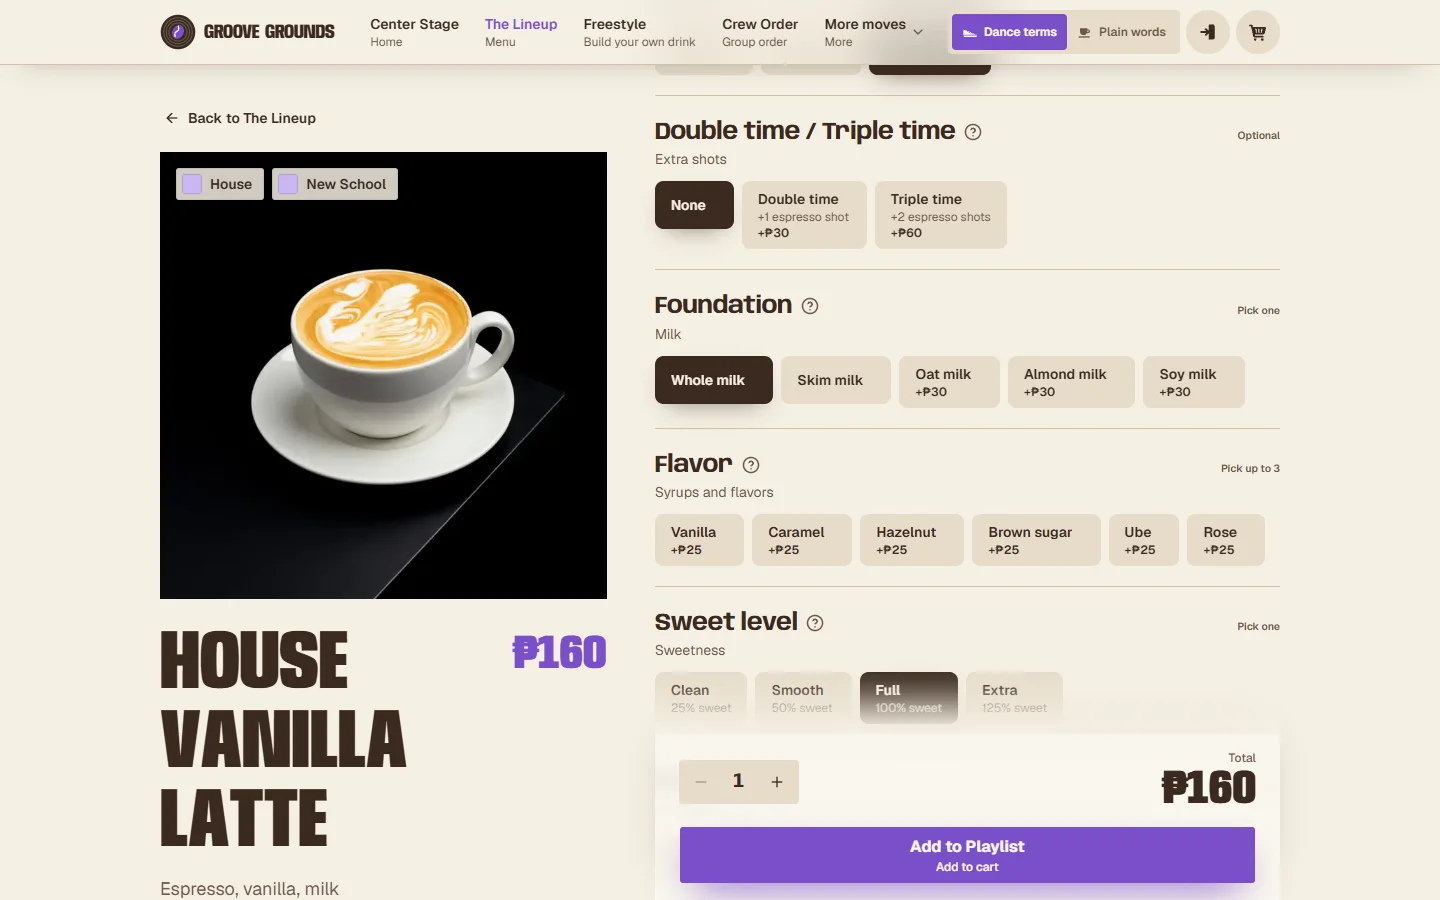 GROOVE GROUNDS
Center Stage
Home
The Lineup
Menu
Freestyle
Build your own drink
Crew Order
Group order
More moves
More
Dance terms
Plain words
Back to The Lineup
House
New School
HOUSE
VANILLA
LATTE
₱160
Espresso, vanilla, milk
Double time / Triple time
Optional
Extra shots
None
Double time
+1 espresso shot
+₱30
Triple time
+2 espresso shots
+₱60
Foundation
Pick one
Milk
Whole milk
Skim milk
Oat milk
+₱30
Almond milk
+₱30
Soy milk
+₱30
Flavor
Pick up to 3
Syrups and flavors
Vanilla
+₱25
Caramel
+₱25
Hazelnut
+₱25
Brown sugar
+₱25
Ube
+₱25
Rose
+₱25
Sweet level
Pick one
Sweetness
Clean
25% sweet
Smooth
50% sweet
Full
100% sweet
Extra
125% sweet
1
Total
₱160
Add to Playlist
Add to cart